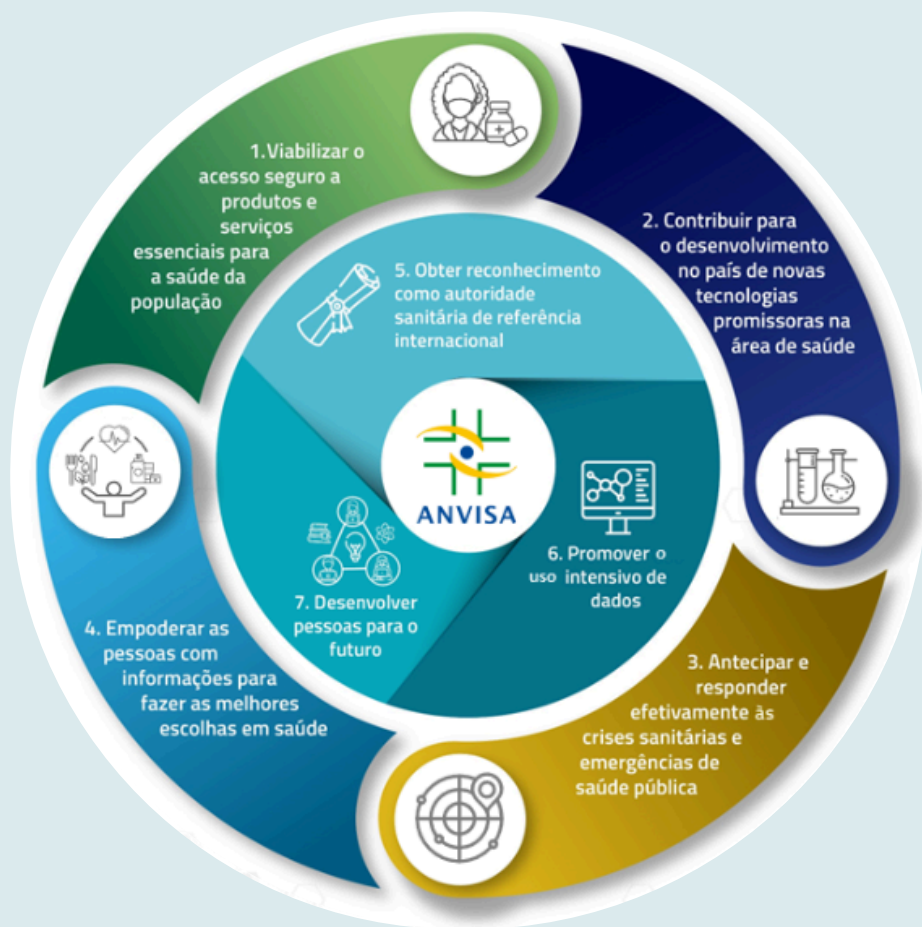 1.Viabilizar o
acesso seguro a
produtos e
serviços
essenciais para
a saúde da
população
2. Contribuir para
o desenvolvimento
no país de novas
tecnologias
promissoras na
área de saúde
3. Antecipar e
responder
efetivamente às
crises sanitárias e
emergências de
saúde pública
4. Empoderar as
pessoas com
informações para
fazer as melhores
escolhas em saúde
5. Obter reconhecimento
como autoridade
sanitária de referência
internacional
6. Promover o
uso intensivo de
dados
7. Desenvolver
pessoas para o
futuro
ANVISA